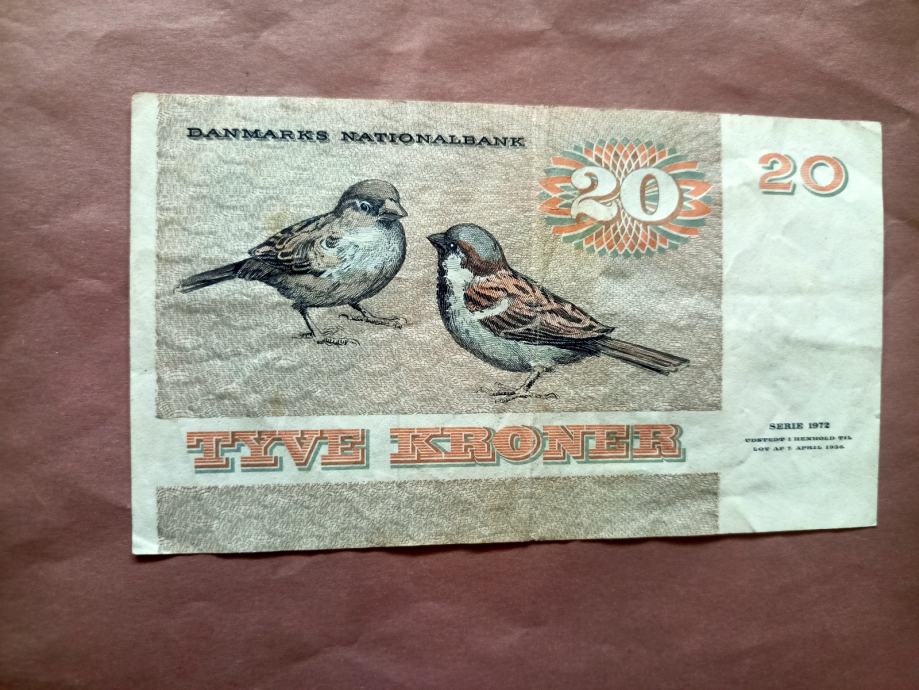 DANMARKS NATIONALBANK
20
20
TYVE KRONER
SERIE 1972
UDSTEDT I HENHOLD TIL
LOV AF 7. APRIL 1936